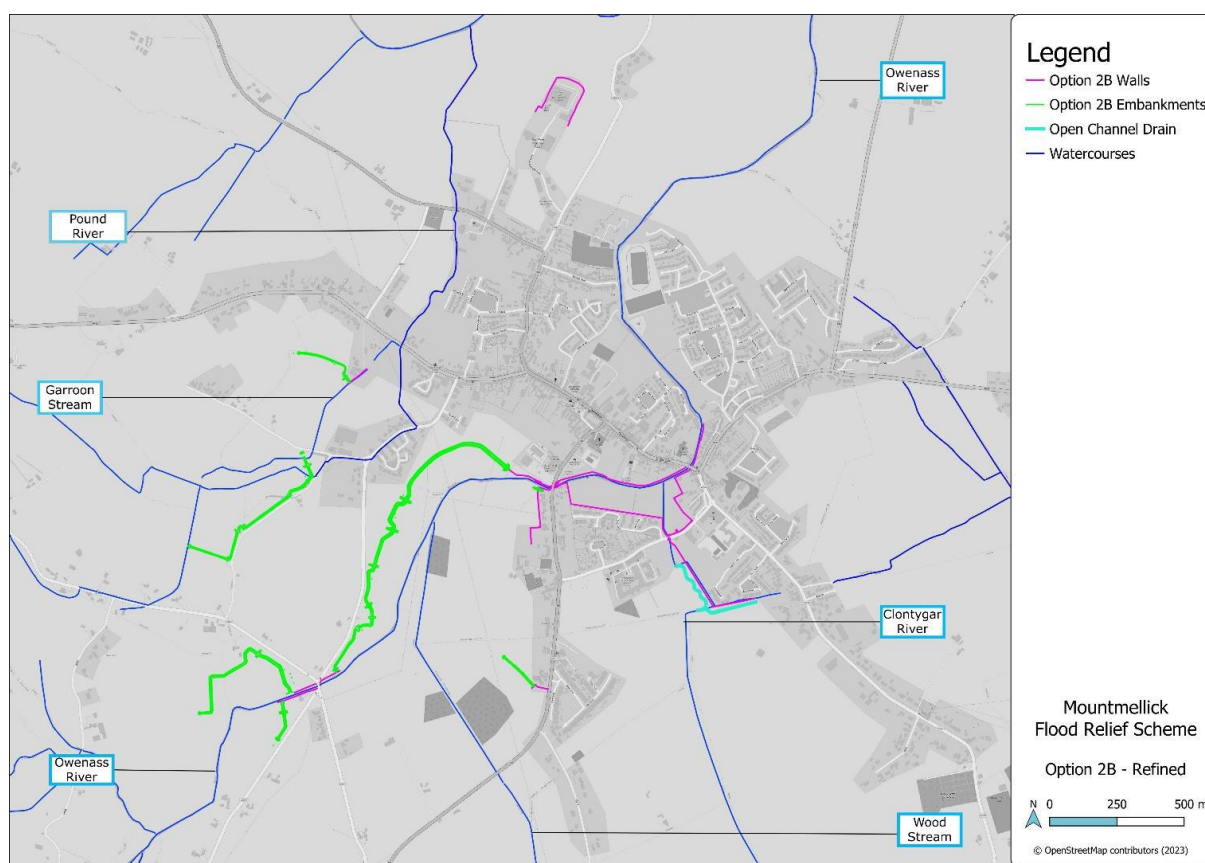 Owenass
River
Pound
River
Garroon
Stream
Owenass
River
Clontygar
River
Wood
Stream
Legend
Option 2B Walls
Option 2B Embankments
Open Channel Drain
Watercourses
Mountmellick
Flood Relief Scheme
Option 2B - Refined
N 0 250 500 m
© OpenStreetMap contributors (2023)